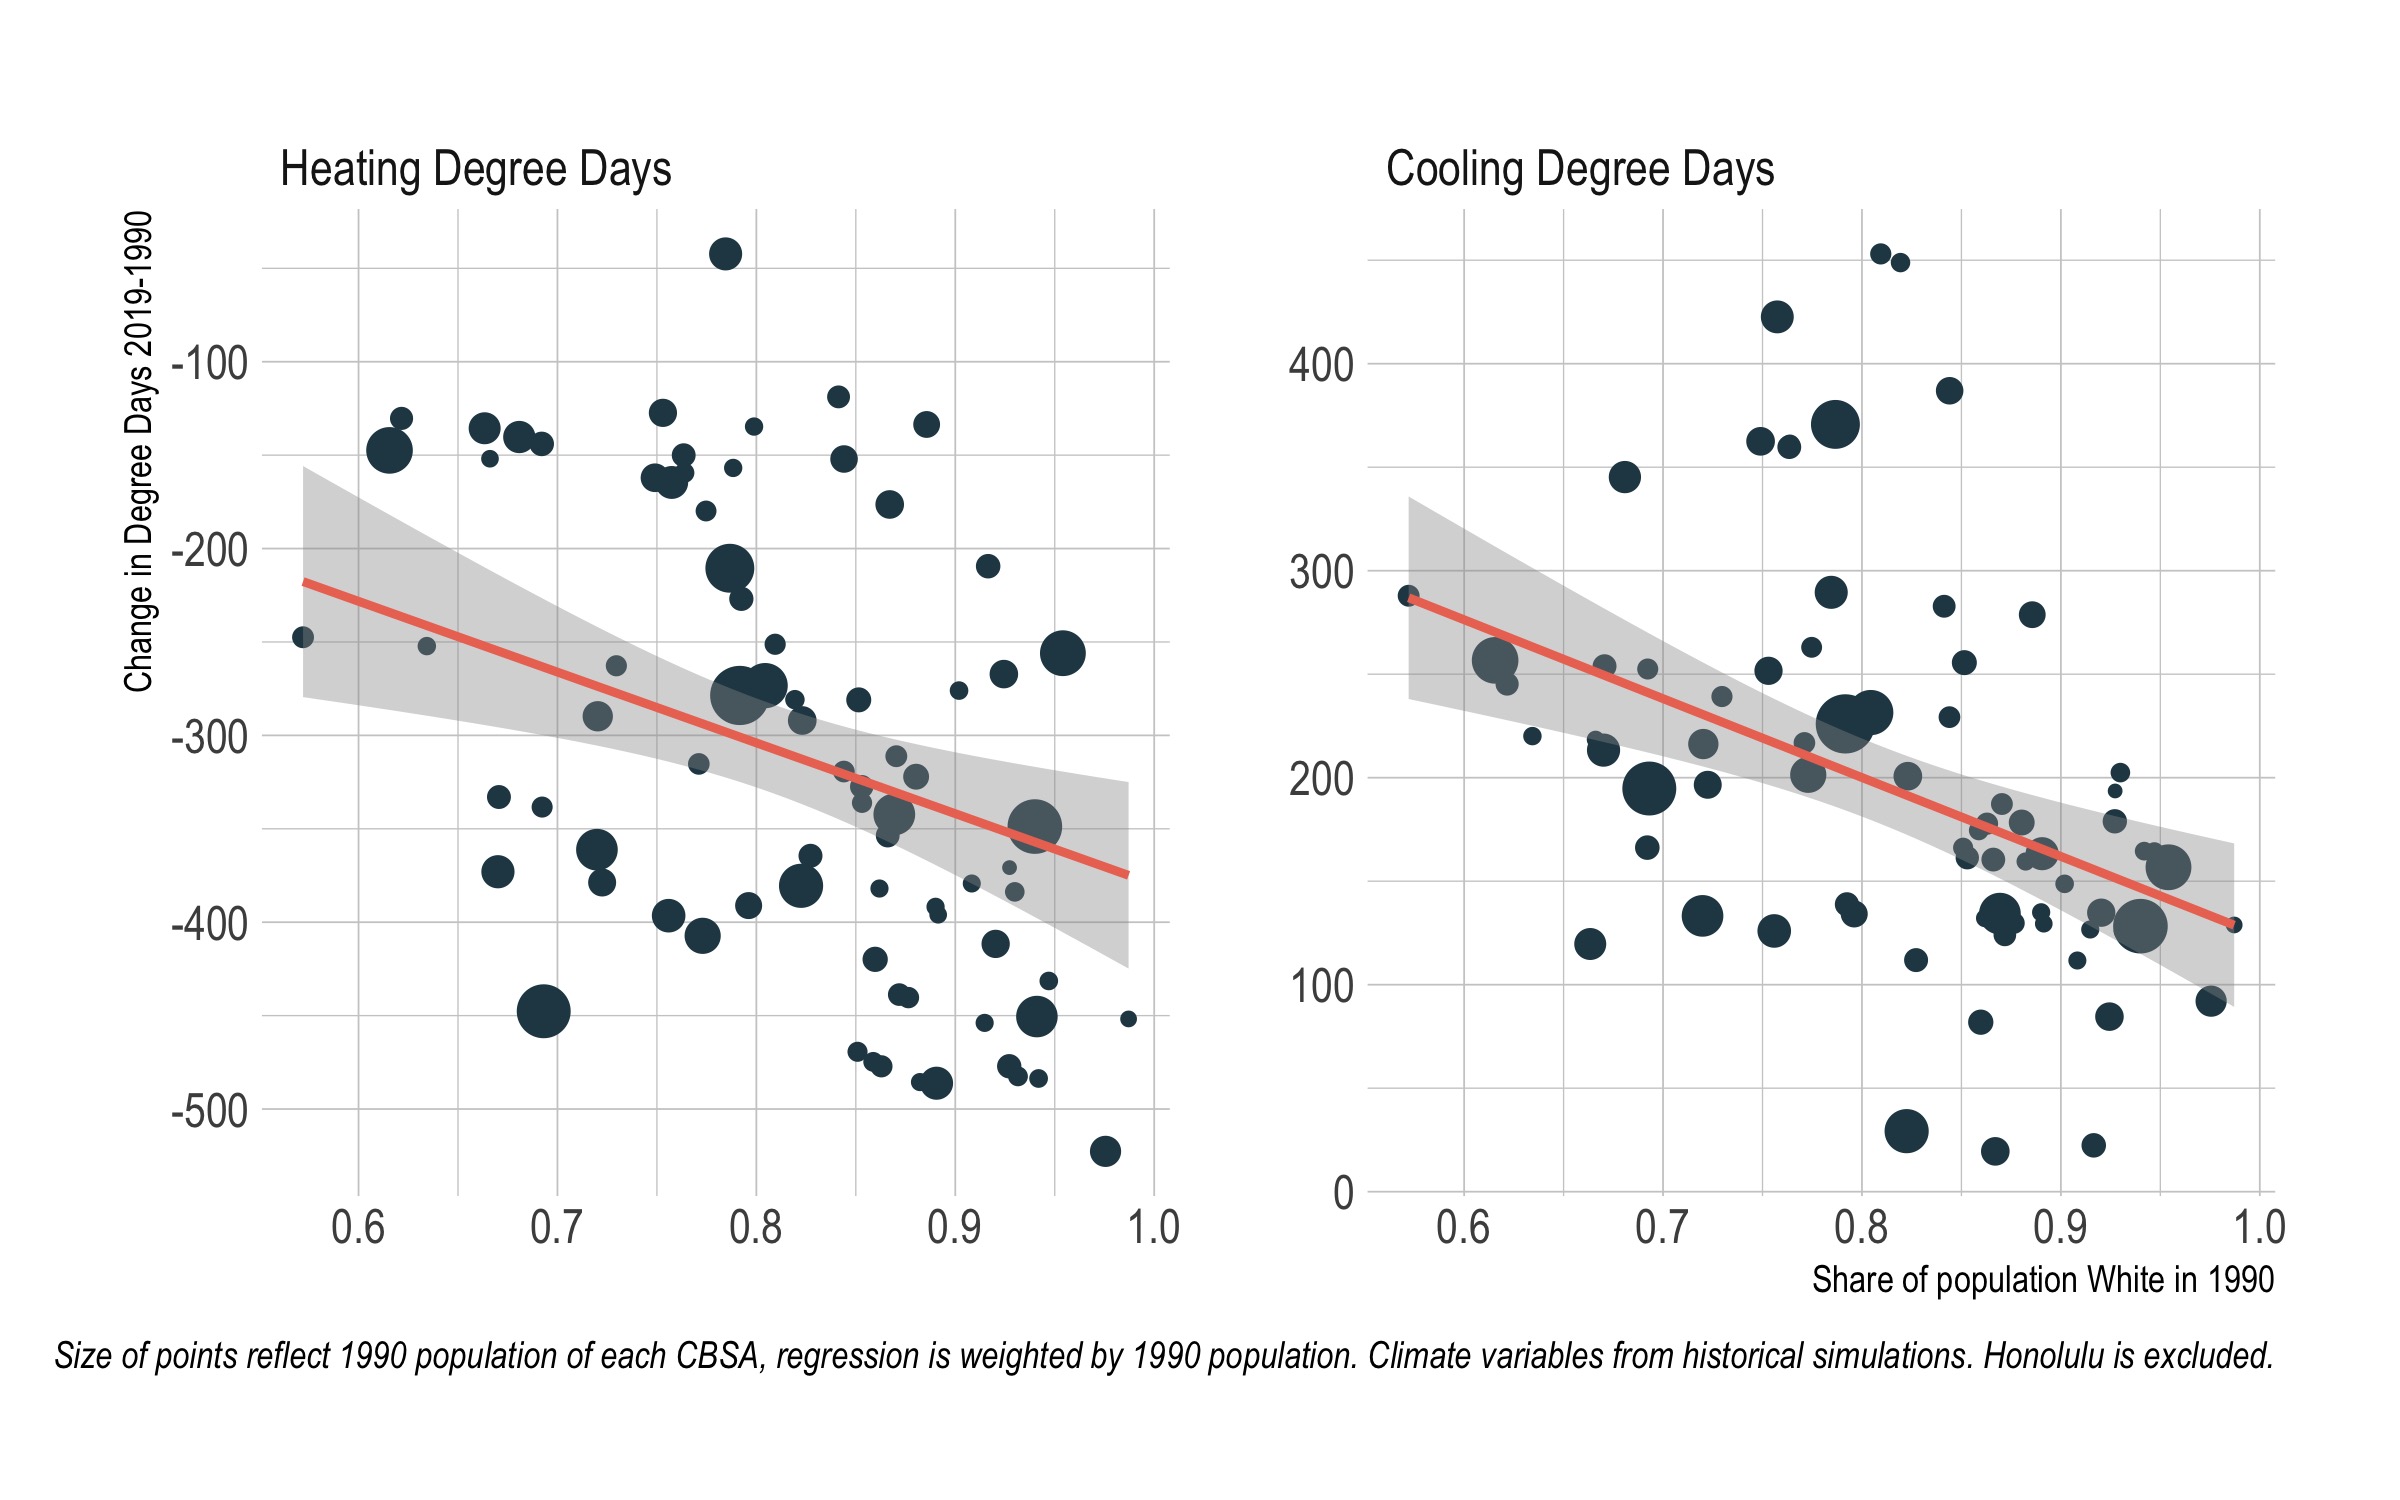 Heating Degree Days
Cooling Degree Days
Change in Degree Days 2019-1990
-100
-200
-300
-400
-500
0.6 0.7 0.8 0.9 1.0
400
300
200
100
0
0.6 0.7 0.8 0.9 1.0
Share of population White in 1990
Size of points reflect 1990 population of each CBSA, regression is weighted by 1990 population. Climate variables from historical simulations. Honolulu is excluded.